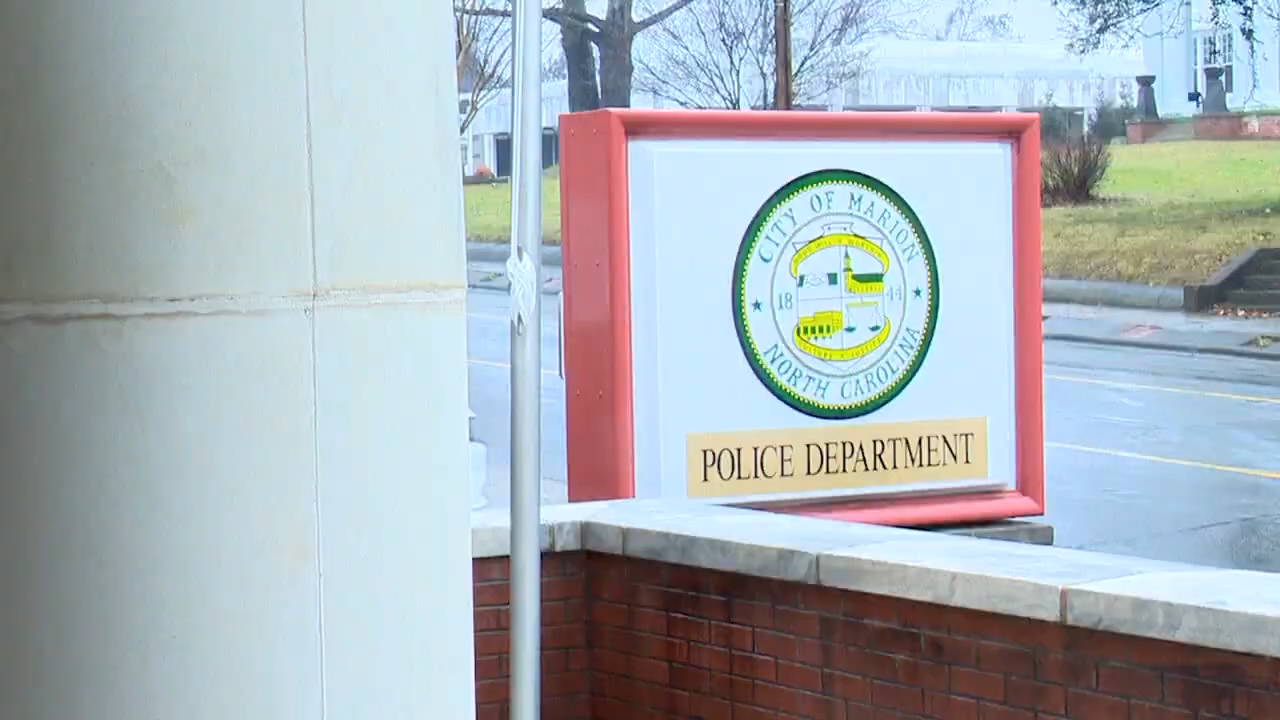 CITY OF MARION
18 44
NORTH CAROLINA
POLICE DEPARTMENT